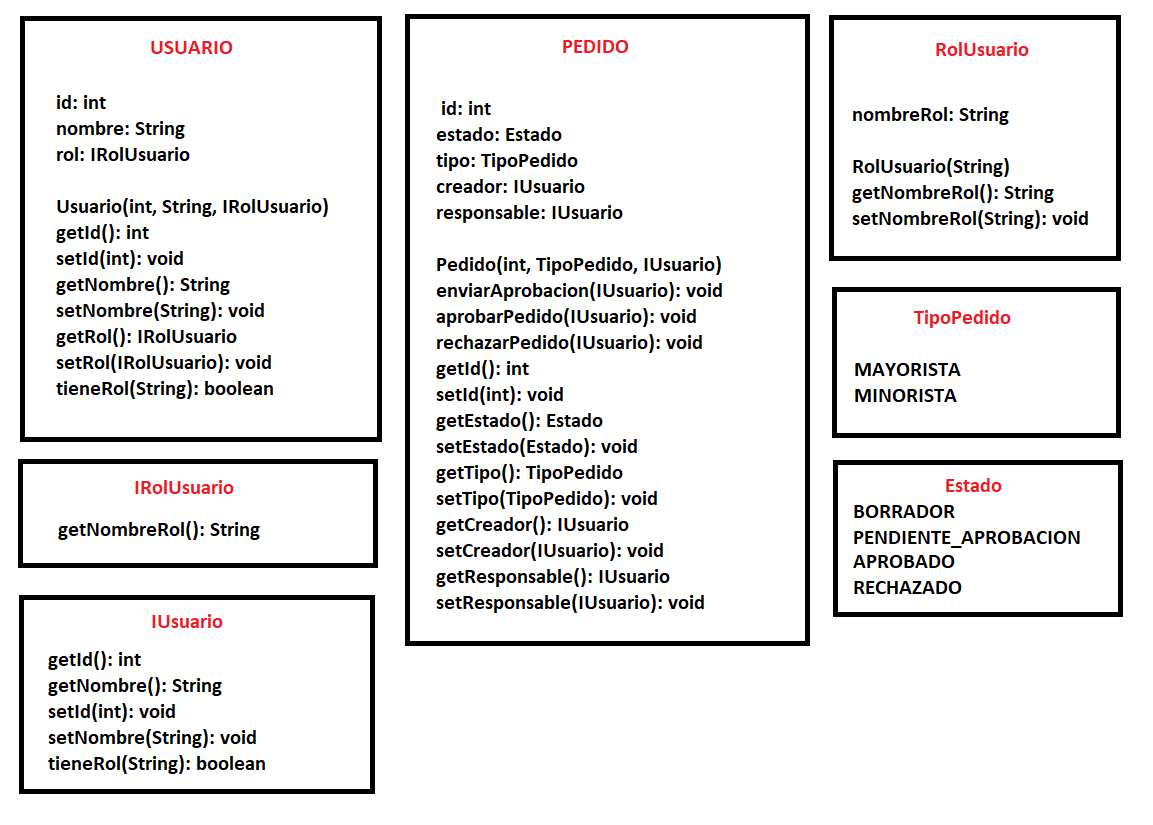 USUARIO
id: int
nombre: String
rol: IRolUsuario
Usuario(int, String, IRolUsuario)
getId(): int
setId(int): void
getNombre(): String
setNombre(String): void
getRol(): IRolUsuario
setRol(IRolUsuario): void
tieneRol(String): boolean
IRolUsuario
getNombreRol(): String
IUsuario
getId(): int
getNombre(): String
setId(int): void
setNombre(String): void
tieneRol(String): boolean
PEDIDO
id: int
estado: Estado
tipo: TipoPedido
creador: IUsuario
responsable: IUsuario
Pedido(int, TipoPedido, IUsuario)
enviarAprobacion(IUsuario): void
aprobarPedido(IUsuario): void
rechazarPedido(IUsuario): void
getId(): int
setId(int): void
getEstado(): Estado
setEstado(Estado): void
getTipo(): TipoPedido
setTipo(TipoPedido): void
getCreador(): IUsuario
setCreador(IUsuario): void
getResponsable(): IUsuario
setResponsable(IUsuario): void
RolUsuario
nombreRol: String
RolUsuario(String)
getNombreRol(): String
setNombreRol(String): void
TipoPedido
MAYORISTA
MINORISTA
Estado
BORRADOR
PENDIENTE_APROBACION
APROBADO
RECHAZADO